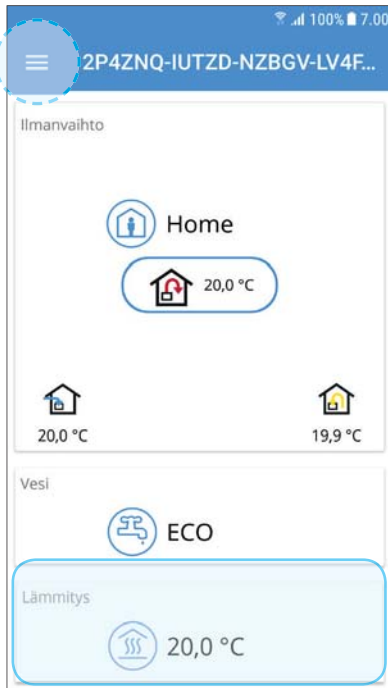 100% 7.00
2P4ZNQ-IUTZD-NZBGV-LV4F...
Ilmanvaihto
Home
20,0 °C
20,0 °C 19,9 °C
Vesi
ECO
Lämmitys
20,0 °C